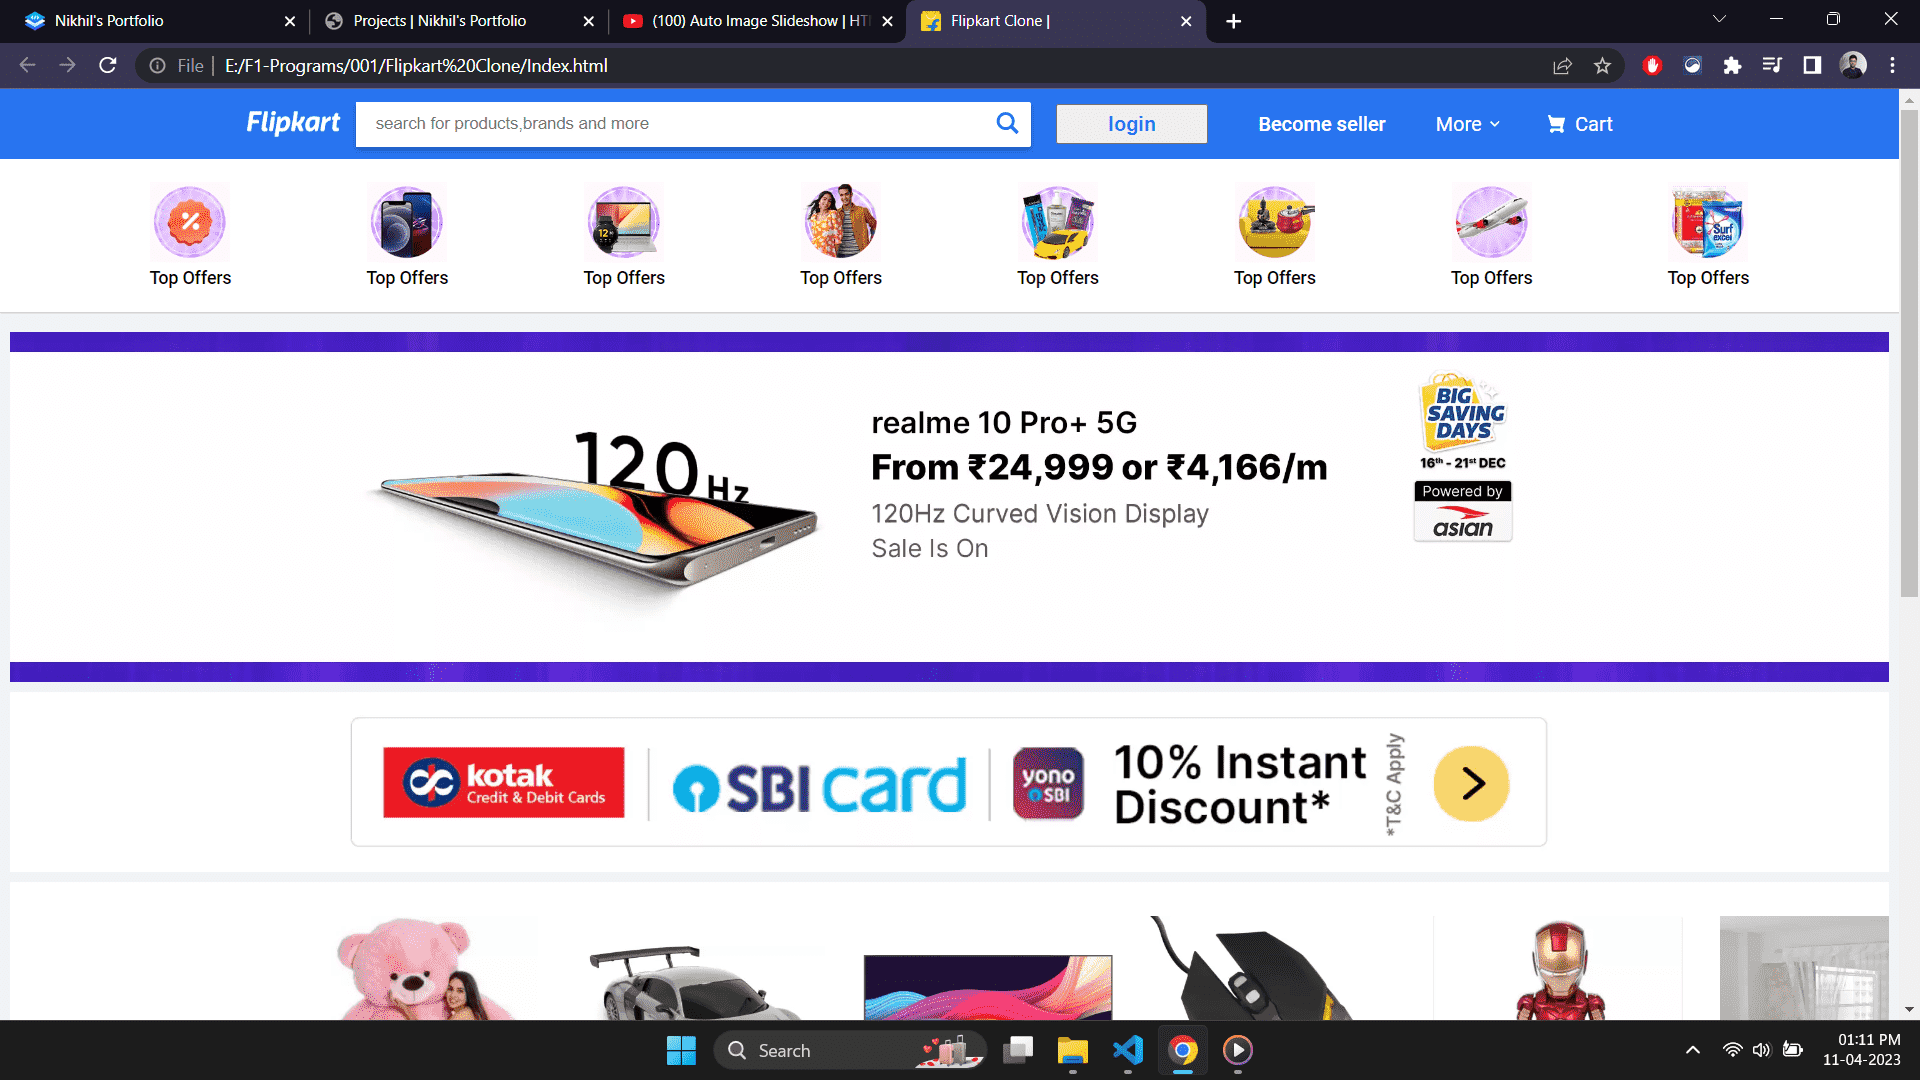 Nikhil's Portfolio
Projects | Nikhil's Portfolio
(100) Auto Image Slideshow | HT
Flipkart Clone |
File | E:/F1-Programs/001/Flipkart%20Clone/Index.html
Flipkart
search for products,brands and more
login
Become seller
More
Cart
12
Surf
excel
Top Offers
Top Offers
Top Offers
Top Offers
Top Offers
Top Offers
Top Offers
Top Offers
120Hz
realme 10 Pro+ 5G
From ₹24,999 or ₹4,166/m
120Hz Curved Vision Display
Sale Is On
BIG
SAVING
DAYS
16th - 21st DEC
Powered by
asian
kotak
Credit & Debit Cards
SBI card
yono
SBI
10% Instant
Discount*
*T&C Apply
Search
01:11 PM
11-04-2023